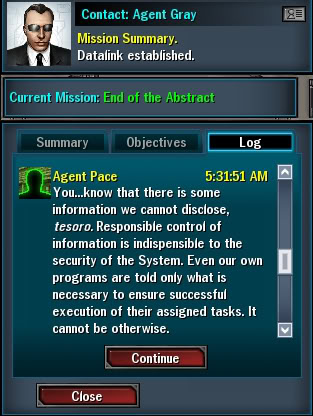 Contact: Agent Gray
Mission Summary.
Datalink established.
Current Mission: End of the Abstract
Summary
Objectives
Log
Agent Pace 5:31:51 AM
You...know that there is some
information we cannot disclose,
tesoro. Responsible control of
information is indispensible to the
security of the System. Even our own
programs are told only what is
necessary to ensure successful
execution of their assigned tasks. It
cannot be otherwise.
Continue
Close